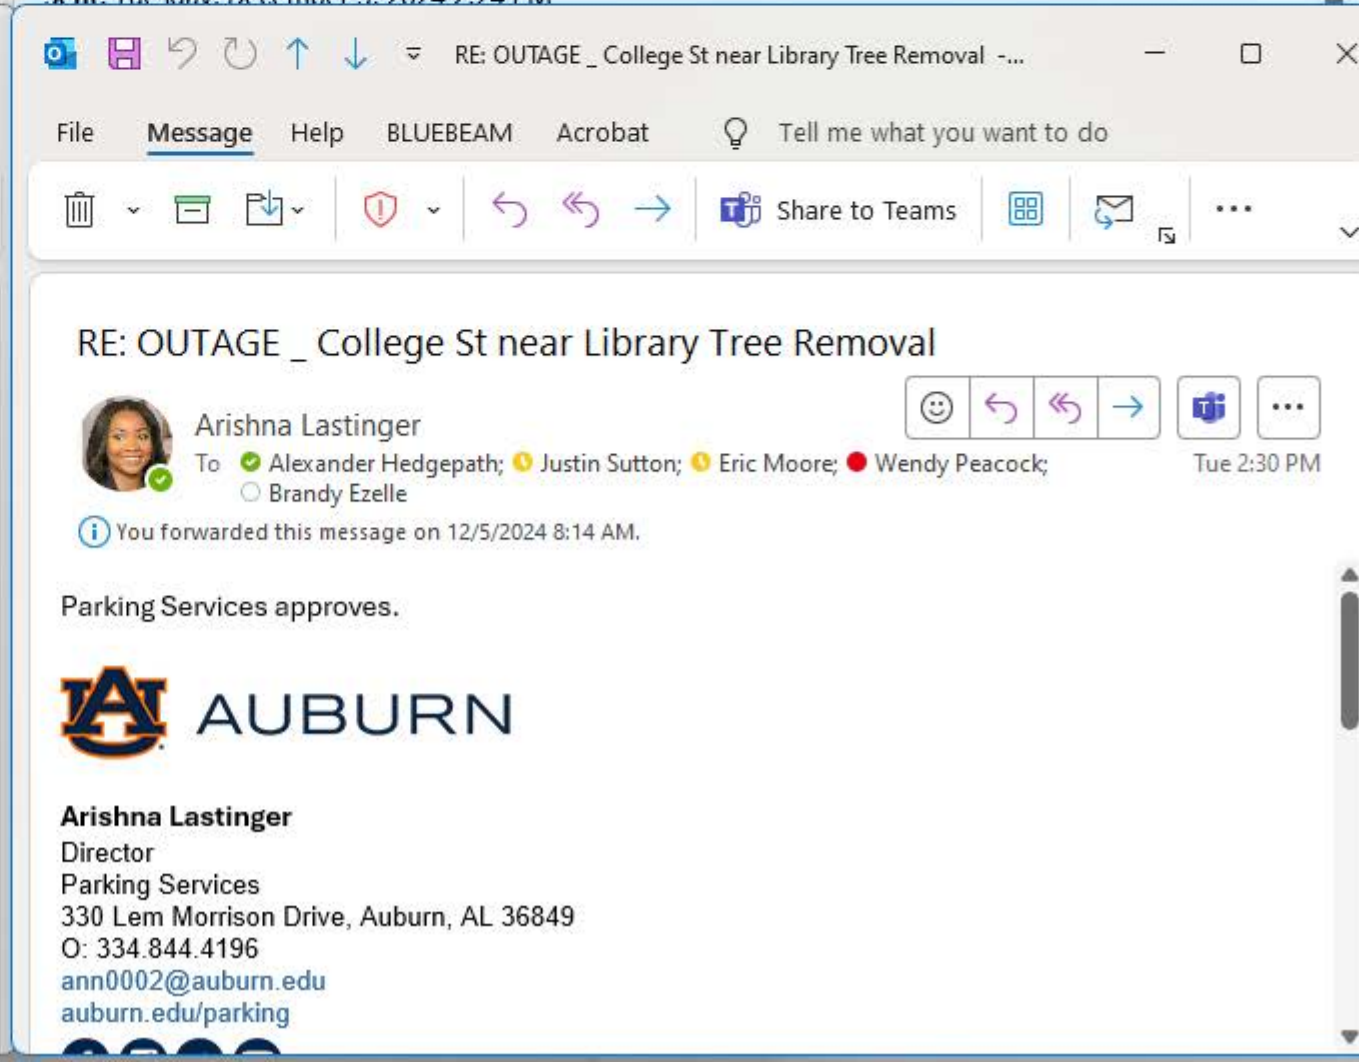 RE: OUTAGE _ College St near Library Tree Removal -...
File Message Help BLUEBEAM Acrobat Tell me what you want to do
Share to Teams
RE: OUTAGE _ College St near Library Tree Removal
Arishna Lastinger
To Alexander Hedgepath; Justin Sutton; Eric Moore; Wendy Peacock;
Tue 2:30 PM
Brandy Ezelle
You forwarded this message on 12/5/2024 8:14 AM.
Parking Services approves.
AUBURN
Arishna Lastinger
Director
Parking Services
330 Lem Morrison Drive, Auburn, AL 36849
O: 334.844.4196
ann0002@auburn.edu
auburn.edu/parking